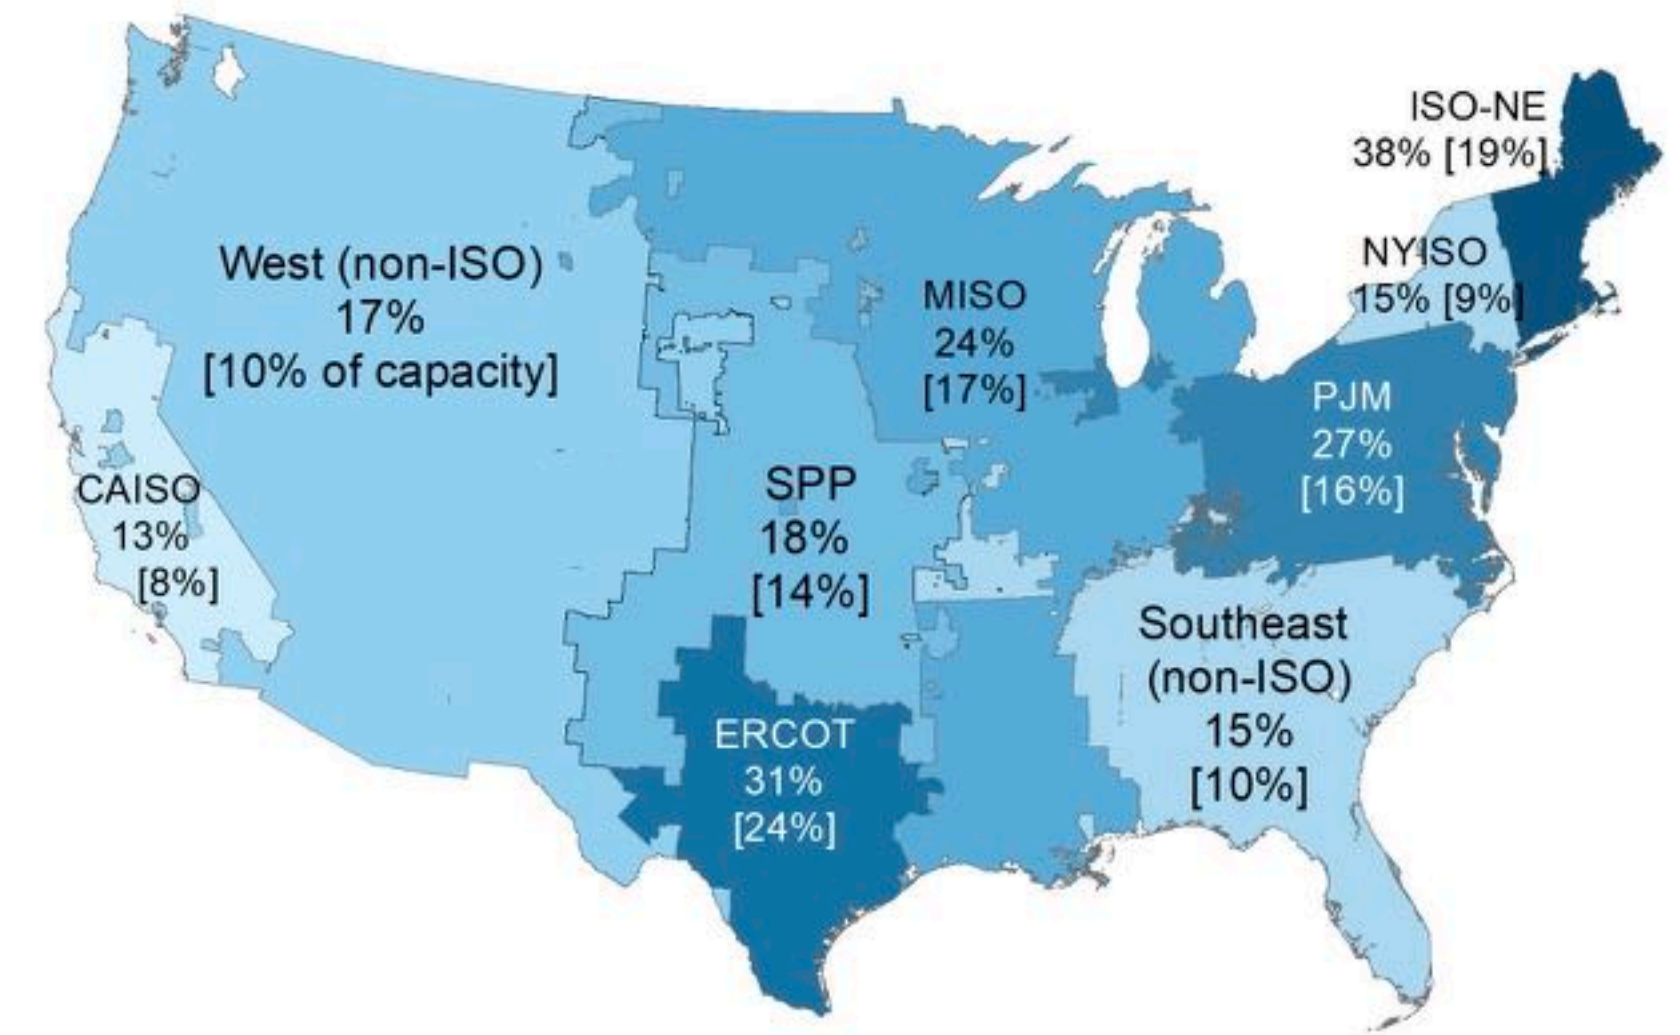 ISO-NE
38% [19%]
West (non-ISO)
17%
[10% of capacity]
NYISO
15% [9%]
MISO
24%
[17%]
PJM
27%
[16%]
CAISO
13%
[8%]
SPP
18%
[14%]
Southeast
(non-ISO)
15%
[10%]
ERCOT
31%
[24%]